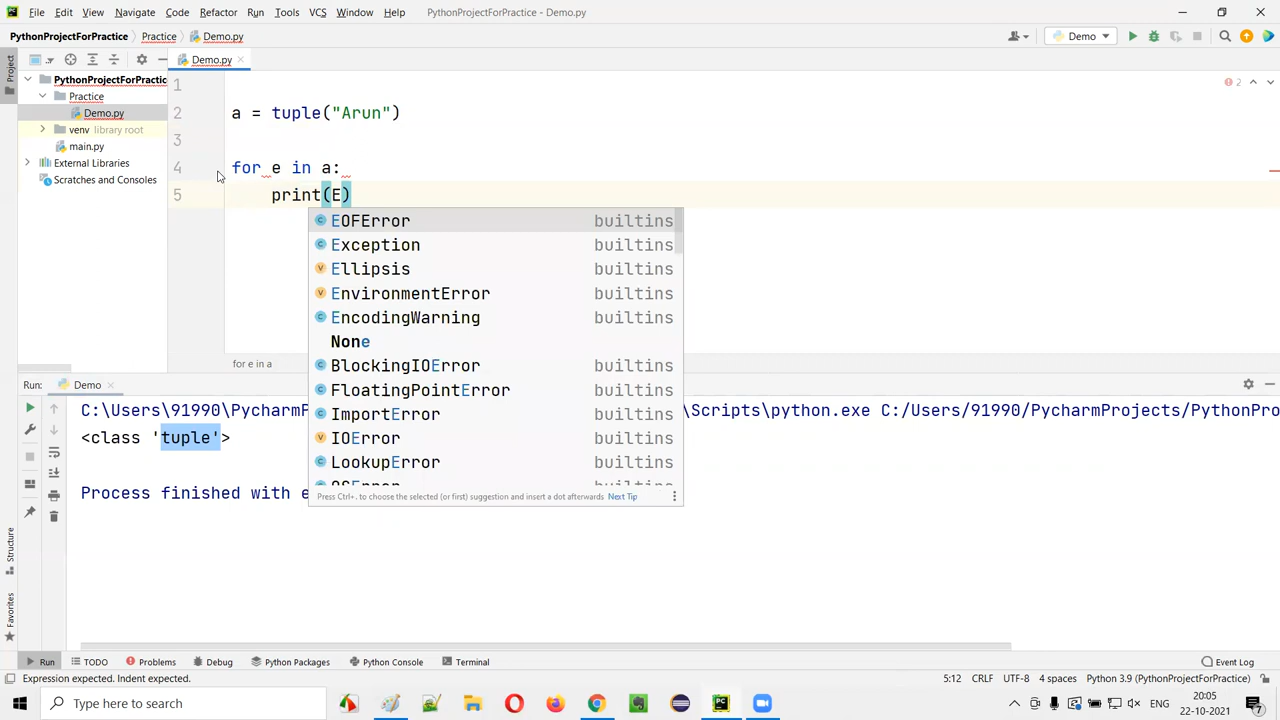 File Edit View Navigate Code Refactor Run Tools VCS Window Help PythonProjectForPractice - Demo.py
PythonProjectForPractice Practice Demo.py Demo
Project
Demo.py
PythonProjectForPractic
Practice
Demo.py
venv library root
main.py
External Libraries
Scratches and Consoles
2
1
2 a = tuple("Arun")
3
4 for e in a:
5 print(E)
EOFError builtins
Exception builtins
Ellipsis builtins
EnvironmentError builtins
EncodingWarning builtins
None
BlockingIOError builtins
FloatingPointError builtins
ImportError builtins
IOError builtins
LookupError builtins
Press Ctrl+. to choose the selected (or first) suggestion and insert a dot afterwards Next Tip
for e in a
Run: Demo
C:\Users\91990\PycharmP \Scripts\python.exe C:/Users/91990/PycharmProjects/PythonPro
<class 'tuple'>
Process finished with e
Structure
Favorites
Run TODO Problems Debug Python Packages Python Console Terminal Event Log
Expression expected. Indent expected. 5:12 CRLF UTF-8 4 spaces Python 3.9 (PythonProjectForPractice)
Type here to search
ENG
20:05
22-10-2021
7